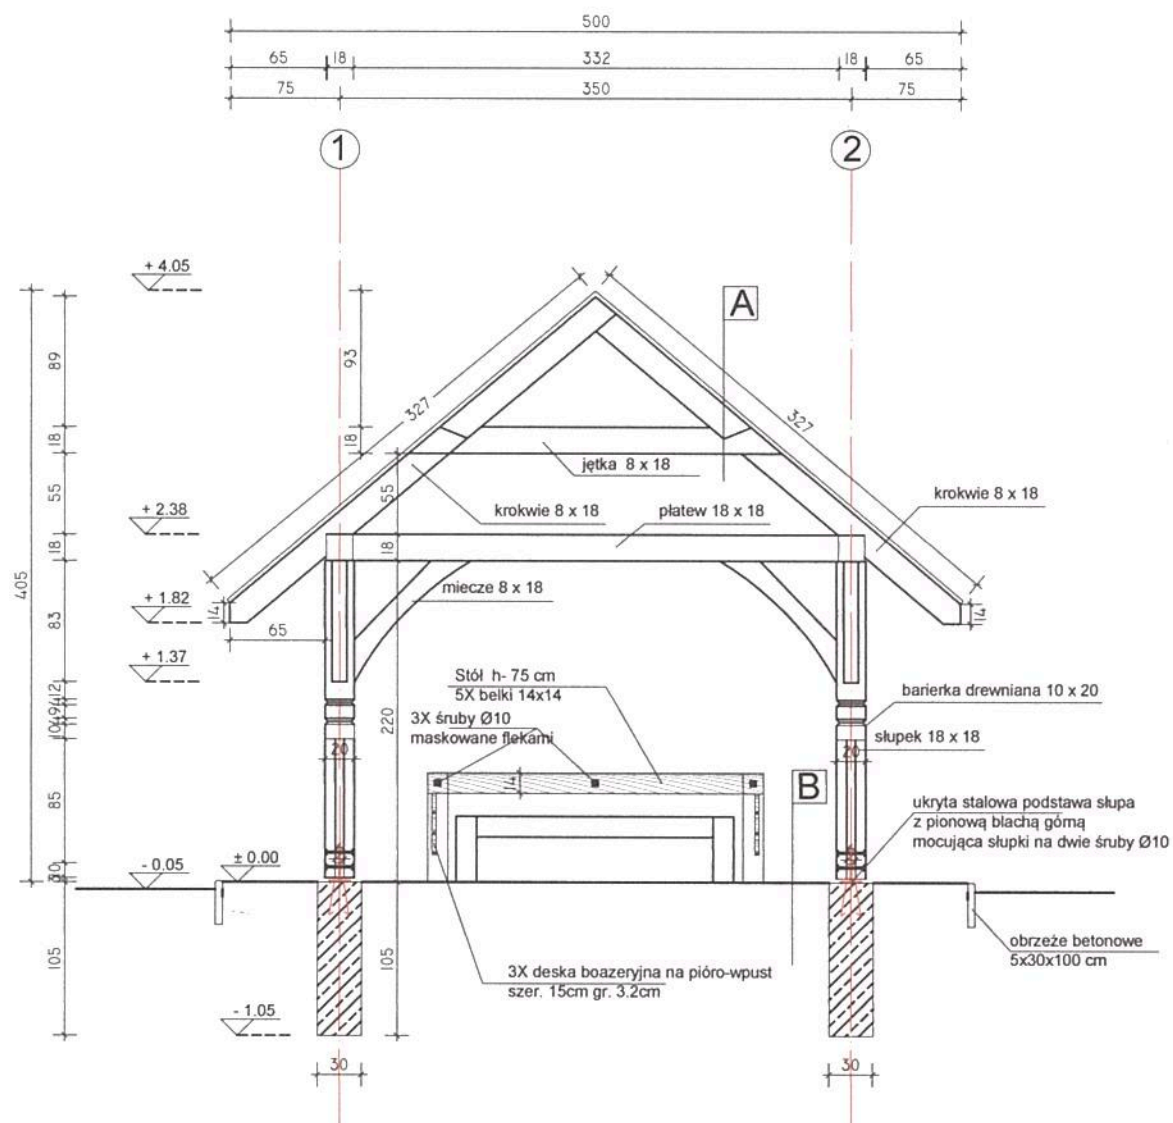 500
65 18 332 18 65
75 350 75
1 2
+ 4.05
A
89
93
327
327
18
18
jętka 8 x 18
krokwie 8 x 18
55
55
+ 2.38
krokwie 8 x 18
płatew 18 x 18
18
18
405
+ 1.82
14
14
miecze 8 x 18
83
65
+ 1.37
Stół h- 75 cm
5X belki 14x14
barierka drewniana 10 x 20
12
3X śruby Ø10
maskowane flekami
220
słupek 18 x 18
20
20
14
B
85
ukryta stalowa podstawa słupa
z pionową blachą górną
mocująca słupki na dwie śruby Ø10
- 0.05
± 0.00
105
105
obrzeże betonowe
5x30x100 cm
3X deska boazeryjna na pióro-wpust
szer. 15cm gr. 3.2cm
- 1.05
30
30